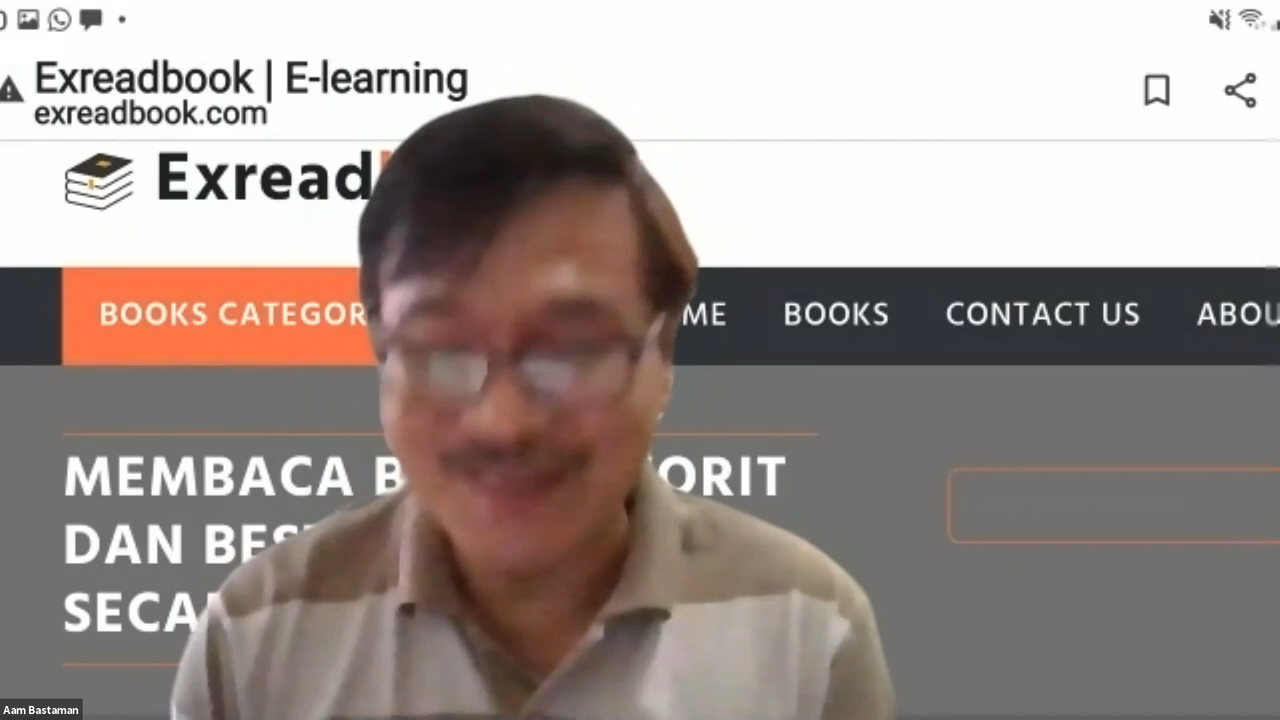 Exreadbook | E-learning
exreadbook.com
Exread
BOOKS CATEGOR
ME
BOOKS
CONTACT US
ABOU
MEMBACA B ORIT
DAN BES
SECA
Aam Bastaman